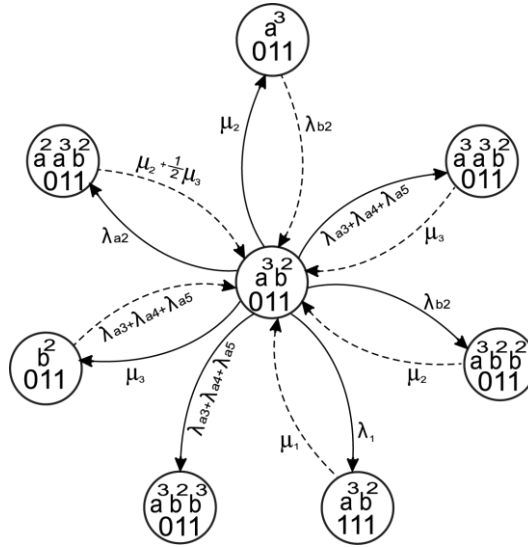 a³
011
μ₂
λb2
a²a³b²
011
μ₂+½μ₃
λa2
a³a³b²
011
λa3+λa4+λa5
μ₃
a³b²
011
λb2
μ₂
a³b²b²
011
b²
011
λa3+λa4+λa5
μ₃
λa3+λa4+λa5
μ₁
λ₁
a³b²b³
011
a³b²
111